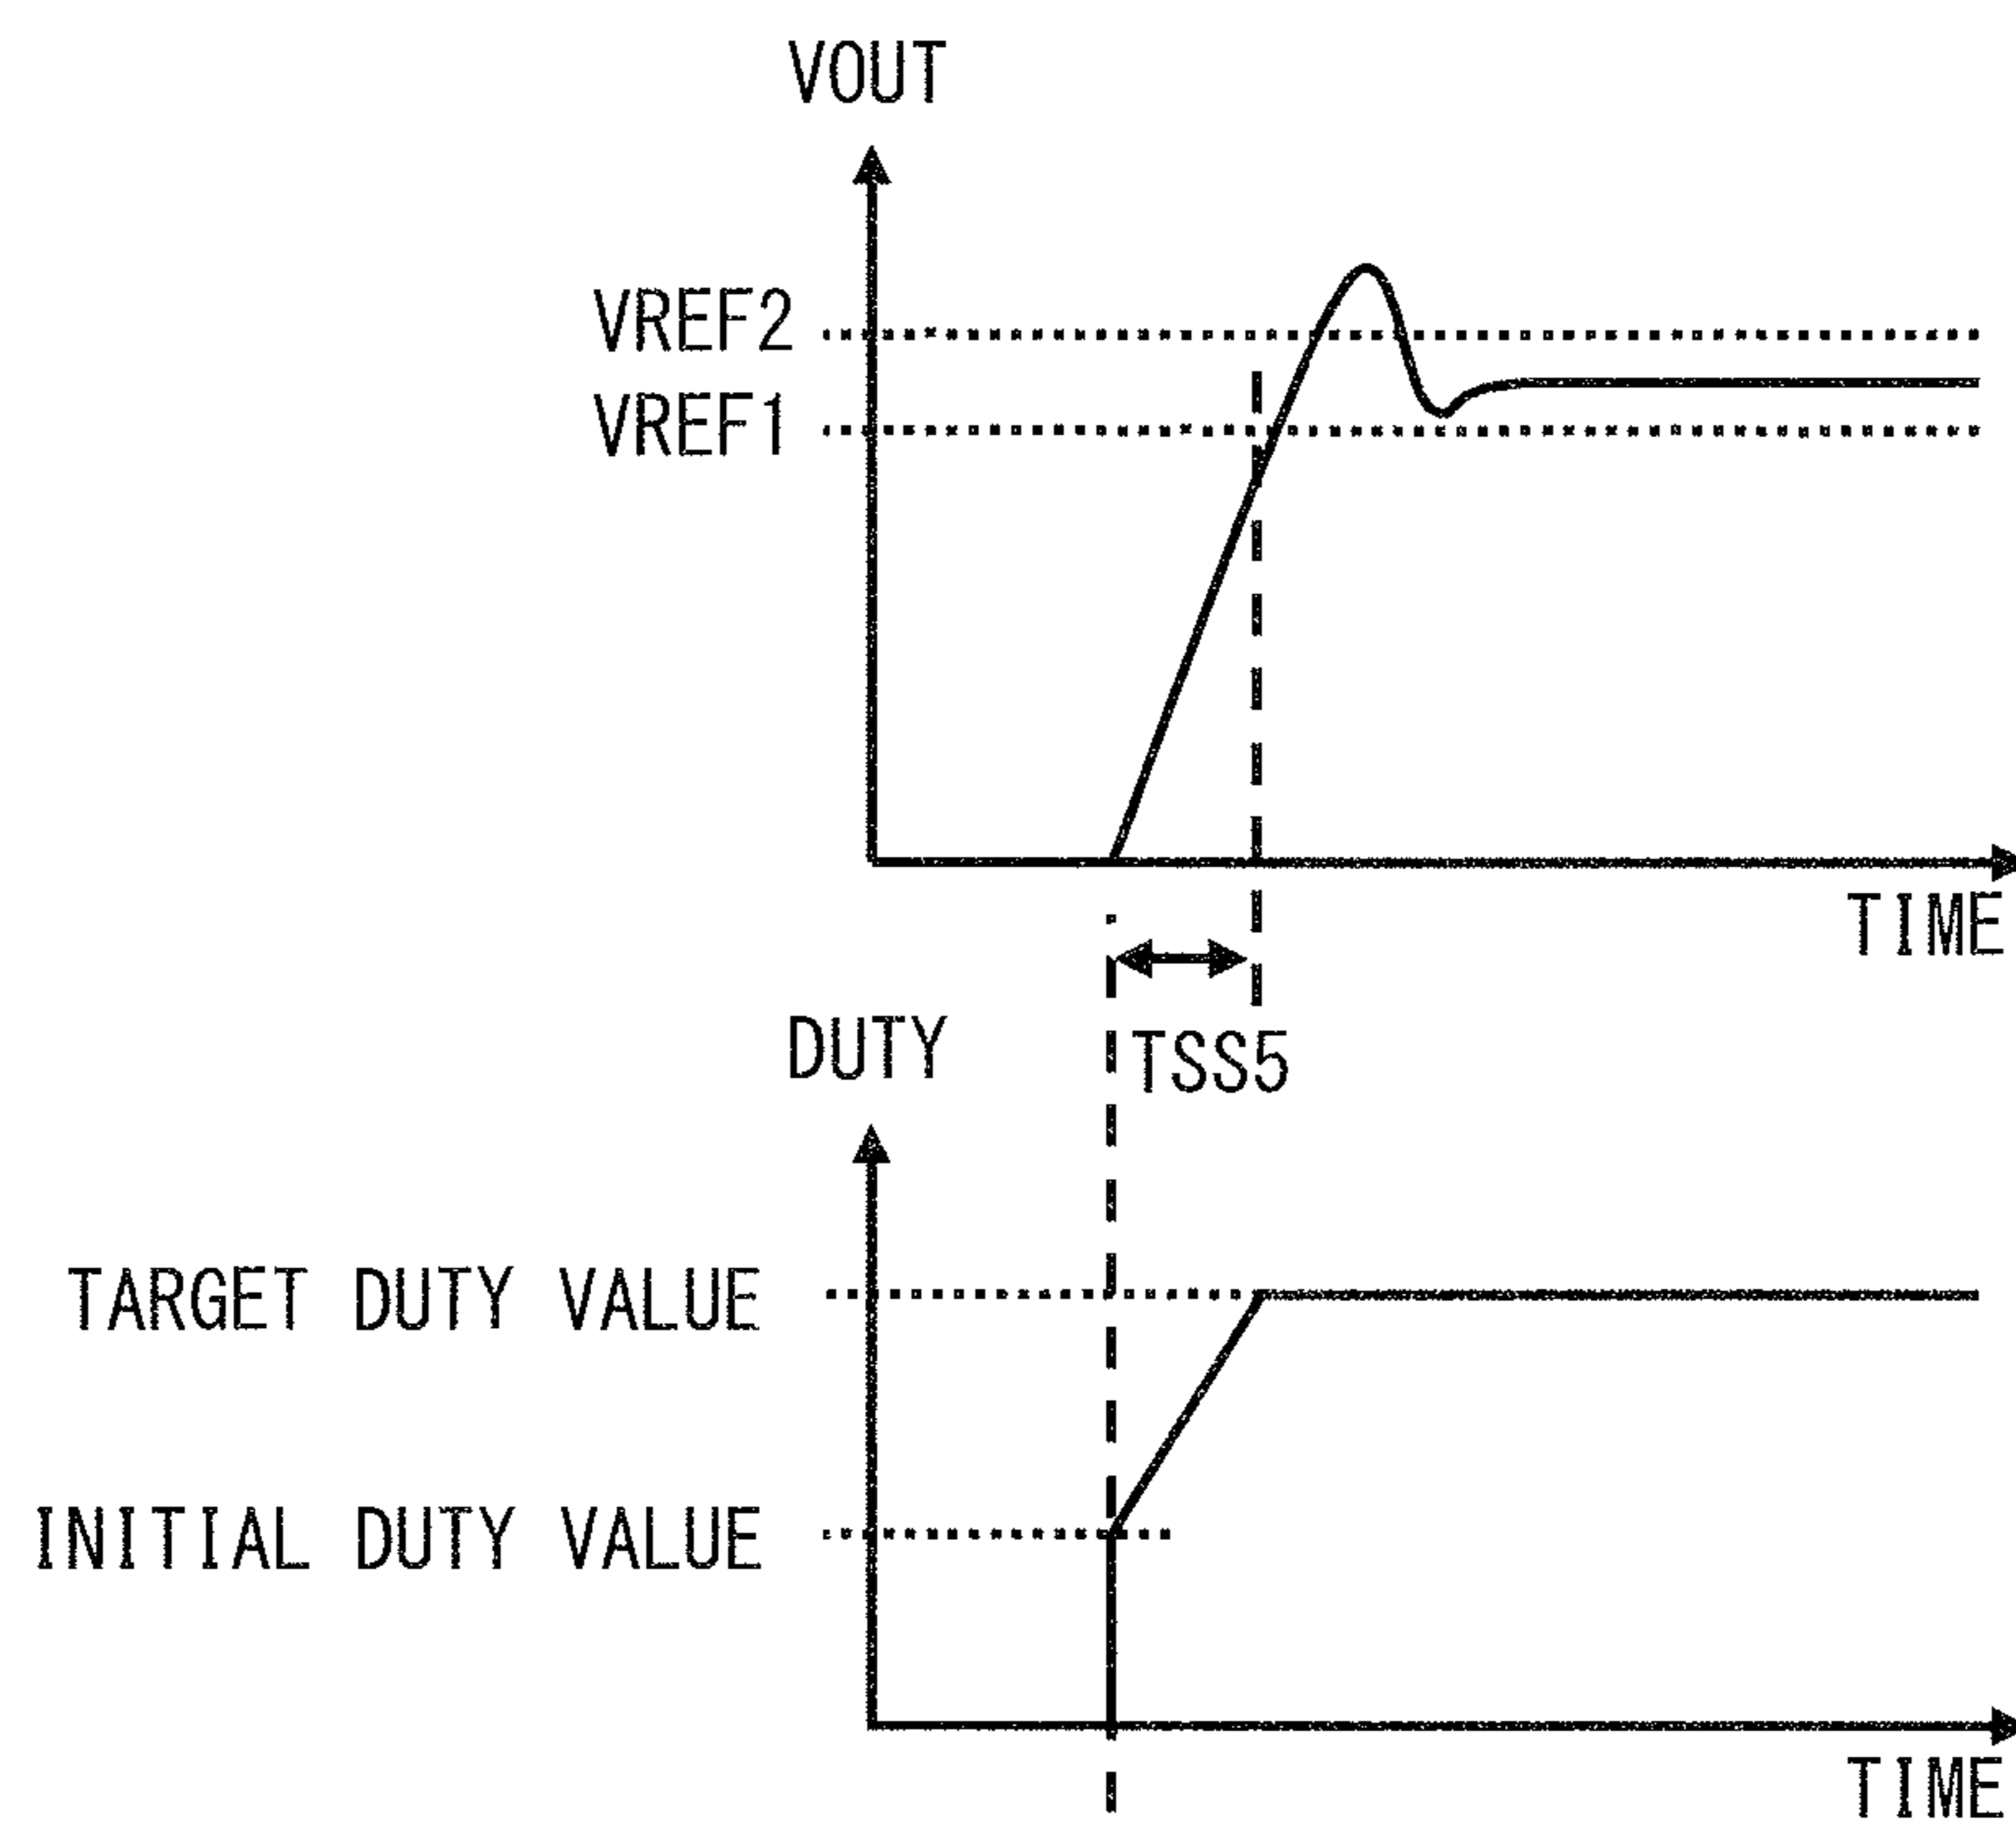 VOUT
VREF2
VREF1
TIME
TSS5
DUTY
TARGET DUTY VALUE
INITIAL DUTY VALUE
TIME